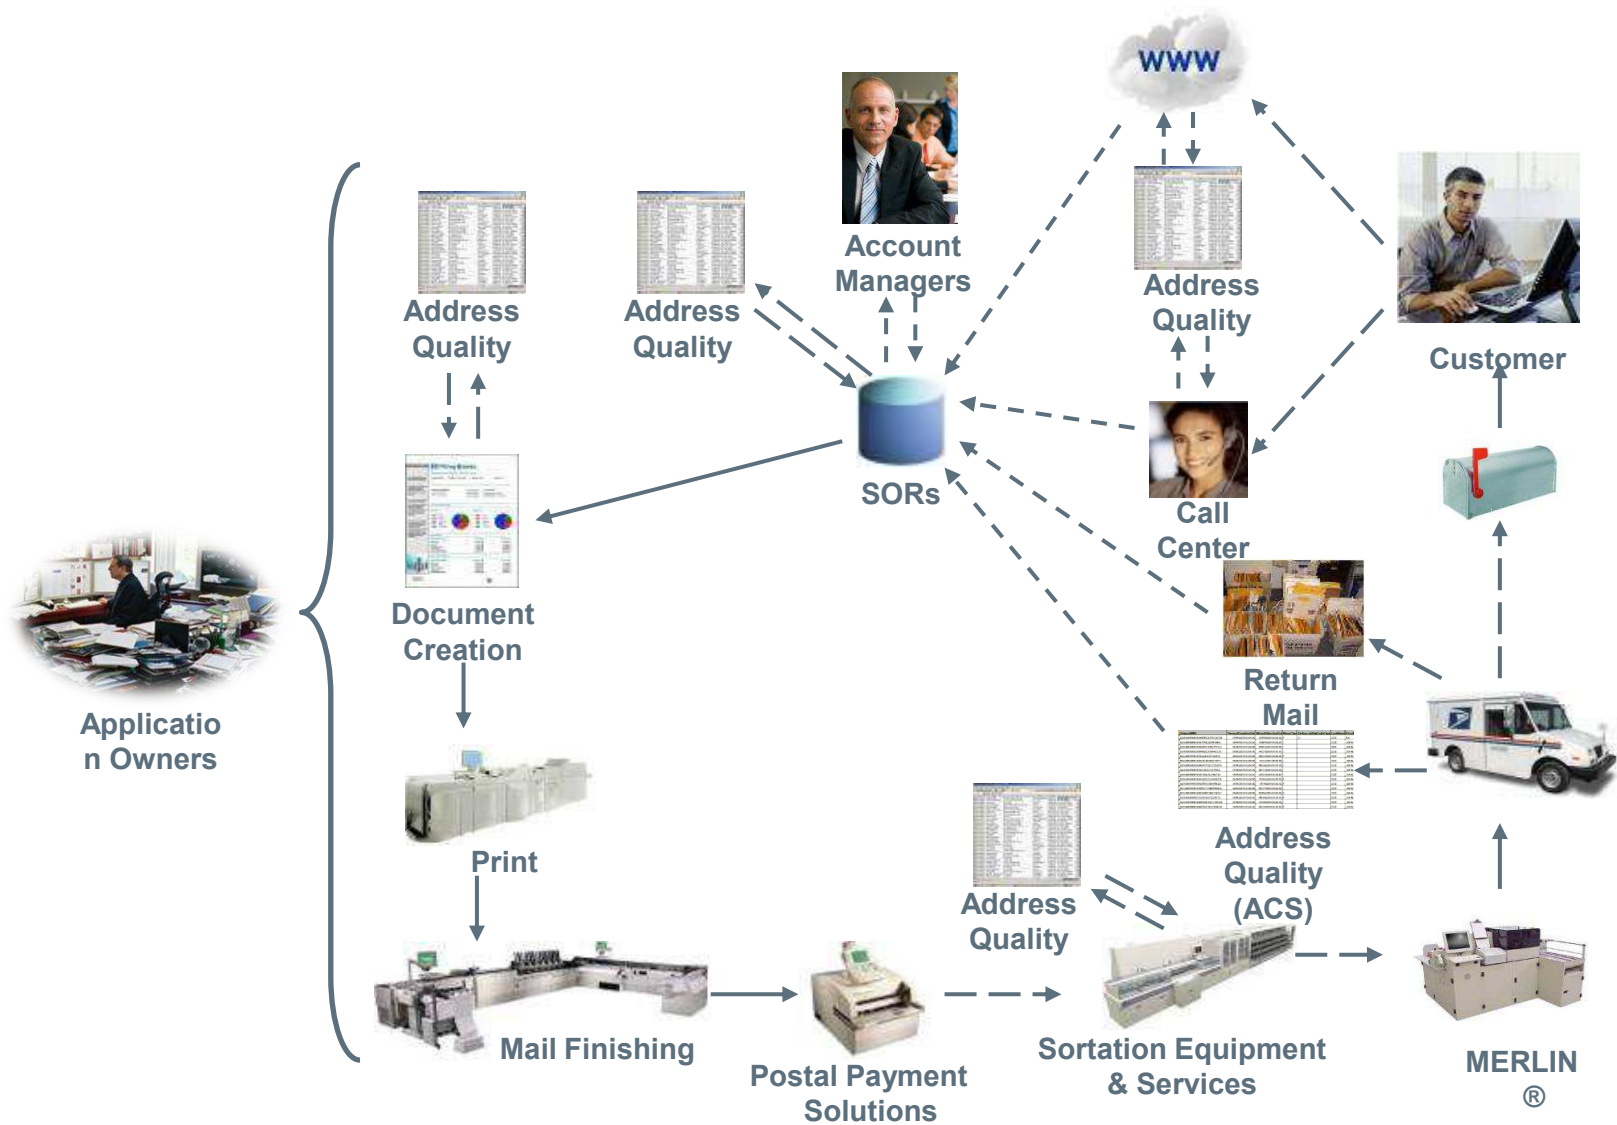 www
Account
Managers
Address
Quality
Address
Quality
Address
Quality
Customer
SORs
Call
Center
Document
Creation
Return
Mail
Applicatio
n Owners
Print
Address
Quality
(ACS)
Address
Quality
Mail Finishing
Postal Payment
Solutions
Sortation Equipment
& Services
MERLIN
®